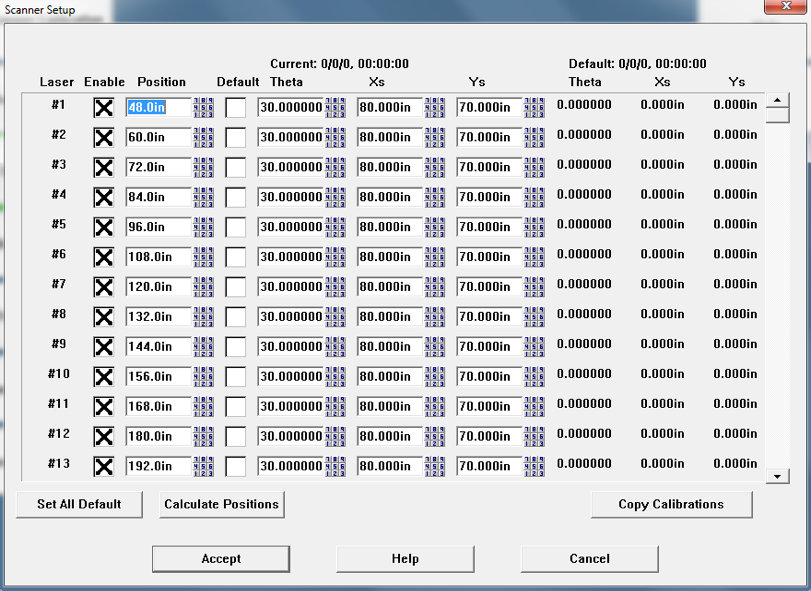 Scanner Setup
Current: 0/0/0, 00:00:00 Default: 0/0/0, 00:00:00
Laser Enable Position Default Theta Xs Ys Theta Xs Ys
#1 48.0in 30.000000 80.000in 70.000in 0.000000 0.000in 0.000in
#2 60.0in 30.000000 80.000in 70.000in 0.000000 0.000in 0.000in
#3 72.0in 30.000000 80.000in 70.000in 0.000000 0.000in 0.000in
#4 84.0in 30.000000 80.000in 70.000in 0.000000 0.000in 0.000in
#5 96.0in 30.000000 80.000in 70.000in 0.000000 0.000in 0.000in
#6 108.0in 30.000000 80.000in 70.000in 0.000000 0.000in 0.000in
#7 120.0in 30.000000 80.000in 70.000in 0.000000 0.000in 0.000in
#8 132.0in 30.000000 80.000in 70.000in 0.000000 0.000in 0.000in
#9 144.0in 30.000000 80.000in 70.000in 0.000000 0.000in 0.000in
#10 156.0in 30.000000 80.000in 70.000in 0.000000 0.000in 0.000in
#11 168.0in 30.000000 80.000in 70.000in 0.000000 0.000in 0.000in
#12 180.0in 30.000000 80.000in 70.000in 0.000000 0.000in 0.000in
#13 192.0in 30.000000 80.000in 70.000in 0.000000 0.000in 0.000in
Set All Default Calculate Positions Copy Calibrations
Accept Help Cancel